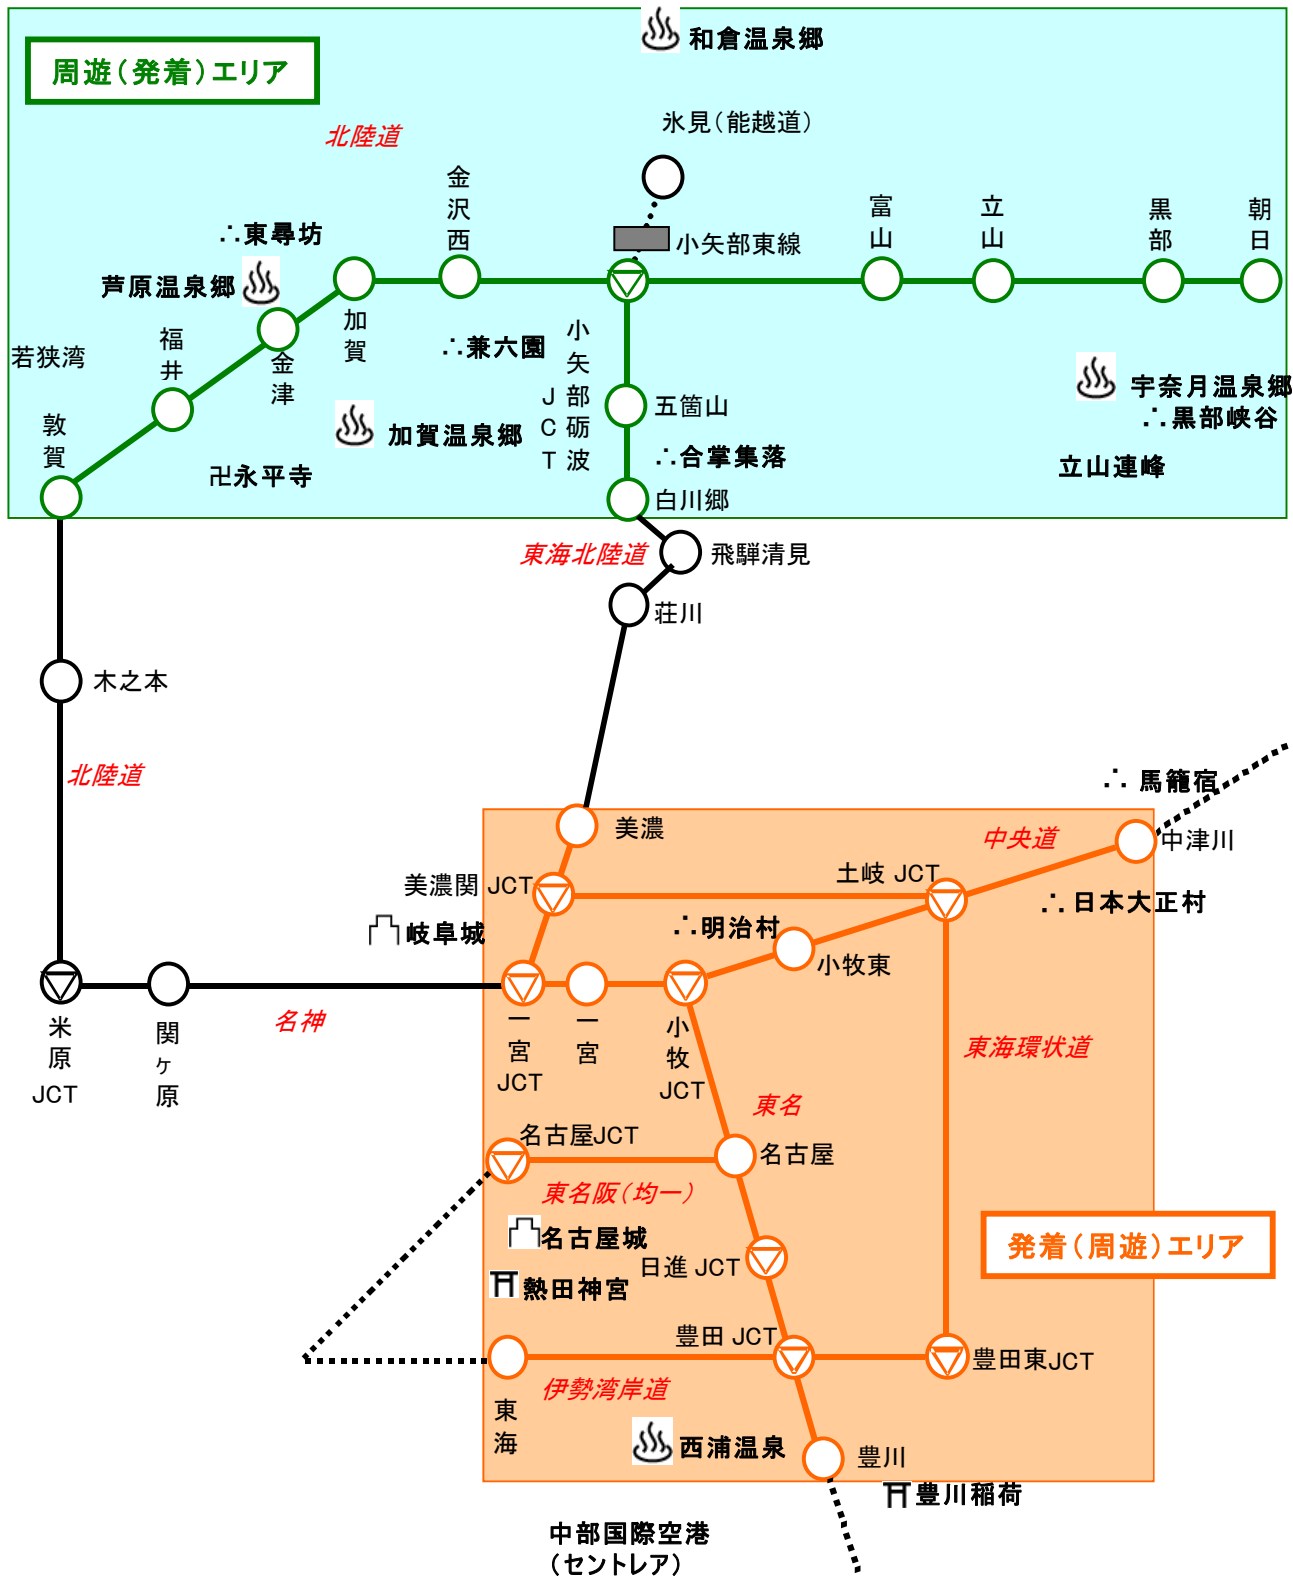 和倉温泉郷
周遊（発着）エリア
氷見（能越道）
北陸道
金沢西
富山
立山
黒部
朝日
∴東尋坊
小矢部東線
芦原温泉郷
加賀
福井
金津
∴兼六園
小矢部砺波
JCT
若狭湾
宇奈月温泉郷
∴黒部峡谷
五箇山
敦賀
加賀温泉郷
∴合掌集落
立山連峰
卍永平寺
白川郷
東海北陸道
飛騨清見
荘川
木之本
北陸道
∴ 馬籠宿
美濃
中央道
中津川
美濃関 JCT
土岐 JCT
∴日本大正村
岐阜城
∴明治村
小牧東
名神
米原
JCT
関ヶ原
一宮
JCT
一宮
小牧
JCT
東海環状道
東名
名古屋JCT
名古屋
東名阪（均一）
名古屋城
発着（周遊）エリア
日進 JCT
熱田神宮
豊田 JCT
豊田東JCT
伊勢湾岸道
東海
西浦温泉
豊川
豊川稲荷
中部国際空港
（セントレア）